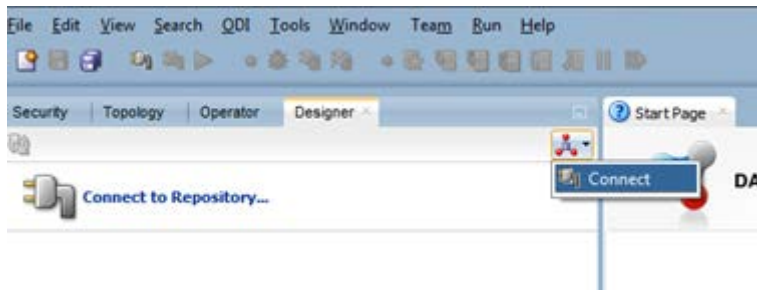 File Edit View Search ODI Tools Window Team Run Help
Security Topology Operator Designer Start Page
Connect
DA
Connect to Repository...